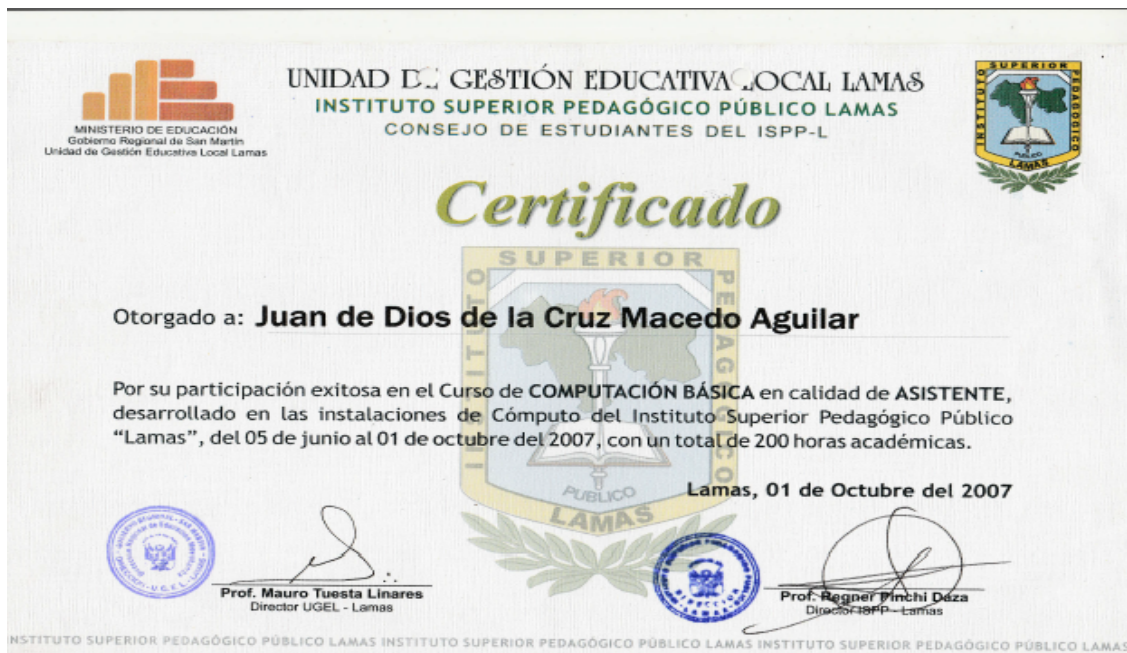 MINISTERIO DE EDUCACIÓN
Gobierno Regional de San Martín
Unidad de Gestión Educativa Local Lamas
UNIDAD DE GESTIÓN EDUCATIVA LOCAL LAMAS
INSTITUTO SUPERIOR PEDAGÓGICO PÚBLICO LAMAS
CONSEJO DE ESTUDIANTES DEL ISPP-L
INSTITUTO SUPERIOR PEDAGÓGICO
PUBLICO
LAMAS
Certificado
INSTITUTO SUPERIOR PEDAGOGICO
Otorgado a: Juan de Dios de la Cruz Macedo Aguilar
Por su participación exitosa en el Curso de COMPUTACIÓN BÁSICA en calidad de ASISTENTE,
desarrollado en las instalaciones de Cómputo del Instituto Superior Pedagógico Público
“Lamas”, del 05 de junio al 01 de octubre del 2007, con un total de 200 horas académicas.
PUBLICO
LAMAS
Lamas, 01 de Octubre del 2007
Prof. Mauro Tuesta Linares
Director UGEL - Lamas
Prof. Regner Pinchi Daza
Director ISPP - Lamas
NSTITUTO SUPERIOR PEDAGÓGICO PÚBLICO LAMAS INSTITUTO SUPERIOR PEDAGÓGICO PÚBLICO LAMAS INSTITUTO SUPERIOR PEDAGÓGICO PÚBLICO LAMAS